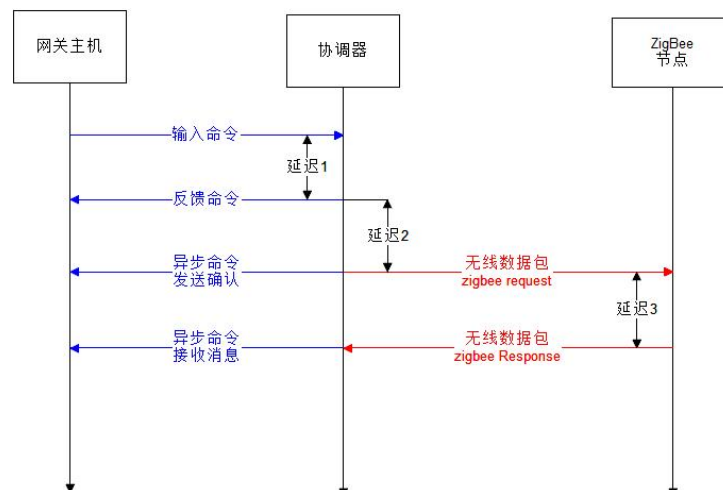 网关主机
协调器
ZigBee
节点
输入命令
延迟1
反馈命令
延迟2
异步命令
发送确认
无线数据包
zigbee request
延迟3
异步命令
接收消息
无线数据包
zigbee Response